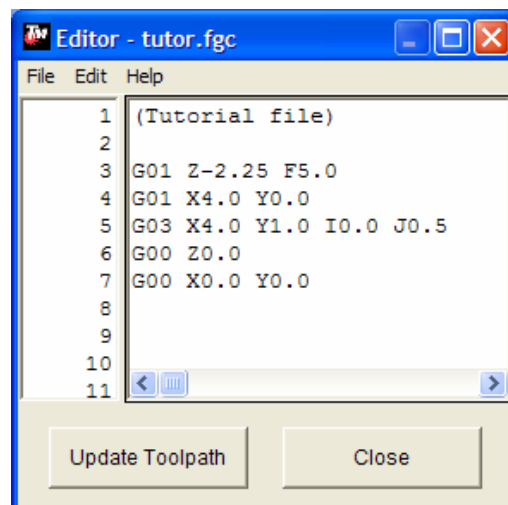 Editor - tutor.fgc
File Edit Help
1 (Tutorial file)
2
3 G01 Z-2.25 F5.0
4 G01 X4.0 Y0.0
5 G03 X4.0 Y1.0 I0.0 J0.5
6 G00 Z0.0
7 G00 X0.0 Y0.0
8
9
10
11
Update Toolpath Close